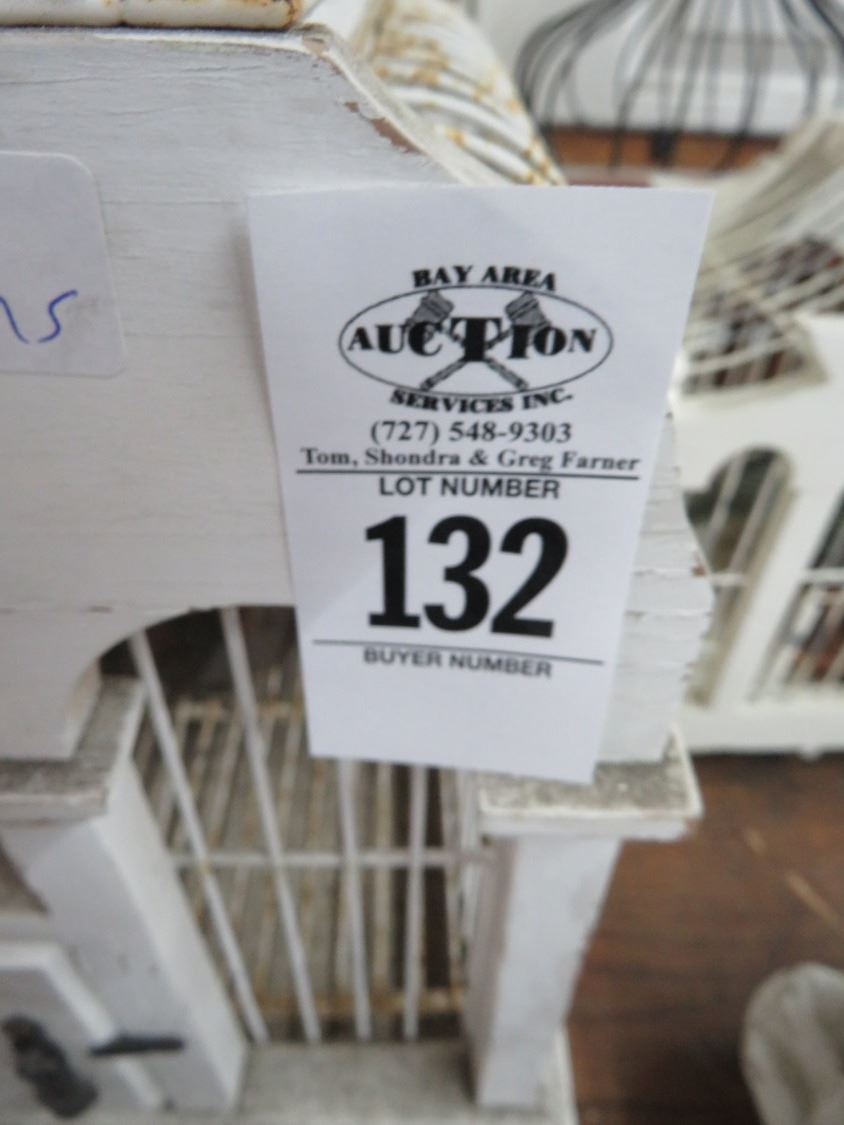 BAY AREA
AUCTION
SERVICES INC.
(727) 548-9303
Tom, Shondra & Greg Farner
LOT NUMBER
132
BUYER NUMBER